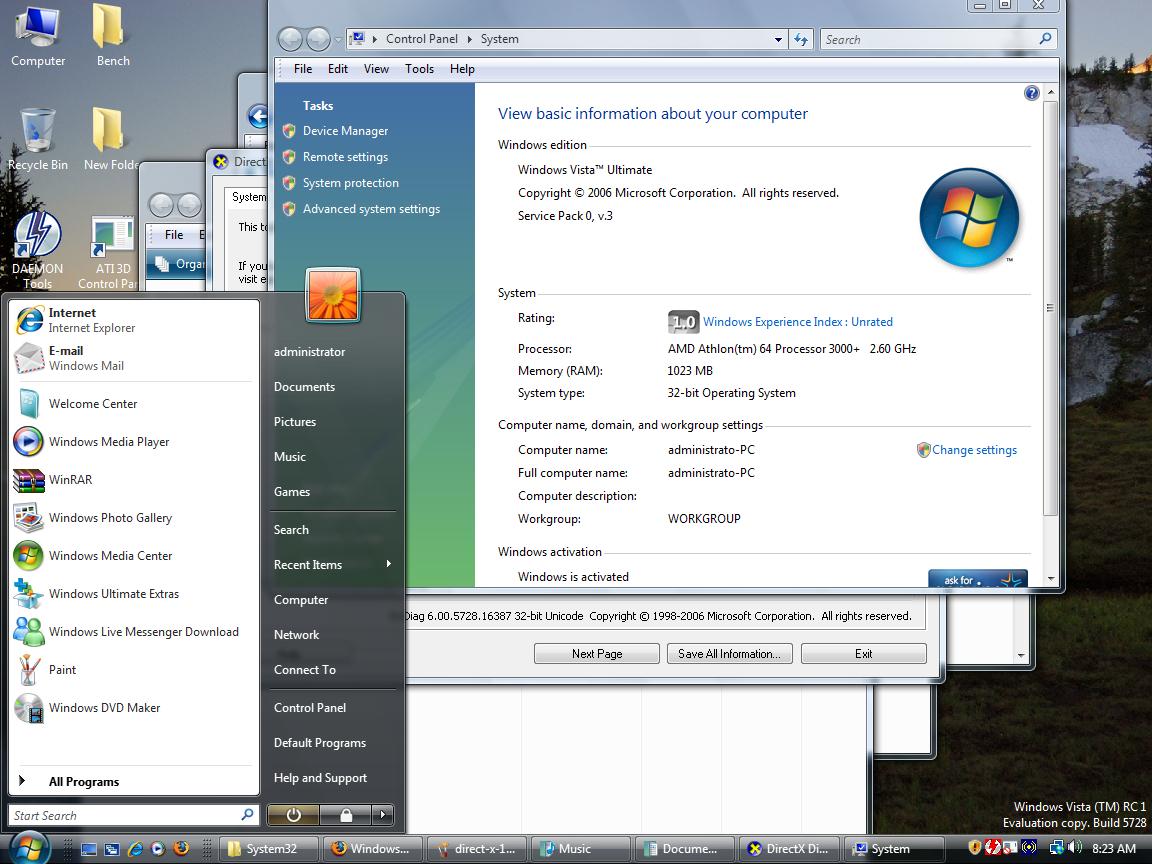 Computer
Bench
Recycle Bin
New Folde
DAEMON
Tools
ATI 3D
Control Par
Control Panel
System
Search
File
Edit
View
Tools
Help
Tasks
Device Manager
Remote settings
System protection
Advanced system settings
View basic information about your computer
Windows edition
Windows Vista™ Ultimate
Copyright © 2006 Microsoft Corporation. All rights reserved.
Service Pack 0, v.3
System
Rating:
1.0
Windows Experience Index : Unrated
Processor:
AMD Athlon(tm) 64 Processor 3000+ 2.60 GHz
Memory (RAM):
1023 MB
System type:
32-bit Operating System
Computer name, domain, and workgroup settings
Computer name:
administrato-PC
Change settings
Full computer name:
administrato-PC
Computer description:
Workgroup:
WORKGROUP
Windows activation
Windows is activated
ask for
Direct
System
This to
If you
visit e
File
E
Orgar
Diag 6.00.5728.16387 32-bit Unicode Copyright © 1998-2006 Microsoft Corporation. All rights reserved.
Next Page
Save All Information...
Exit
Internet
Internet Explorer
E-mail
Windows Mail
Welcome Center
Windows Media Player
WinRAR
Windows Photo Gallery
Windows Media Center
Windows Ultimate Extras
Windows Live Messenger Download
Paint
Windows DVD Maker
All Programs
Start Search
administrator
Documents
Pictures
Music
Games
Search
Recent Items
Computer
Network
Connect To
Control Panel
Default Programs
Help and Support
Windows Vista (TM) RC 1
Evaluation copy. Build 5728
System32
Windows...
direct-x-1...
Music
Docume...
DirectX Di...
System
8:23 AM